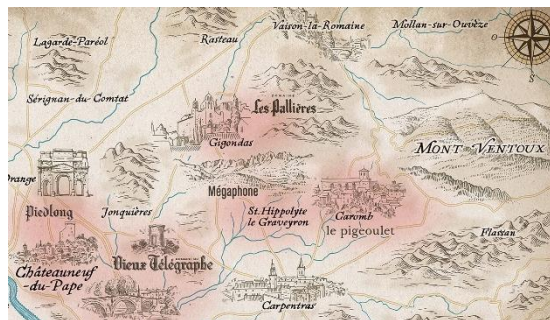 Vaison-la-Romaine
Mollan-sur-Ouvèze
Lagarde-Paréol
Rasteau
O
S
Sérignan-du-Comtat
Les Pallières
Gigondas
MONT-VENTOUX
Orange
Mégaphone
Piedlong
Jonquières
St.Hippolyte
le Graveyron
Caromb
le pigeoulet
Flassan
Vieux Télégraphe
Châteauneuf
-du-Pape
Carpentras